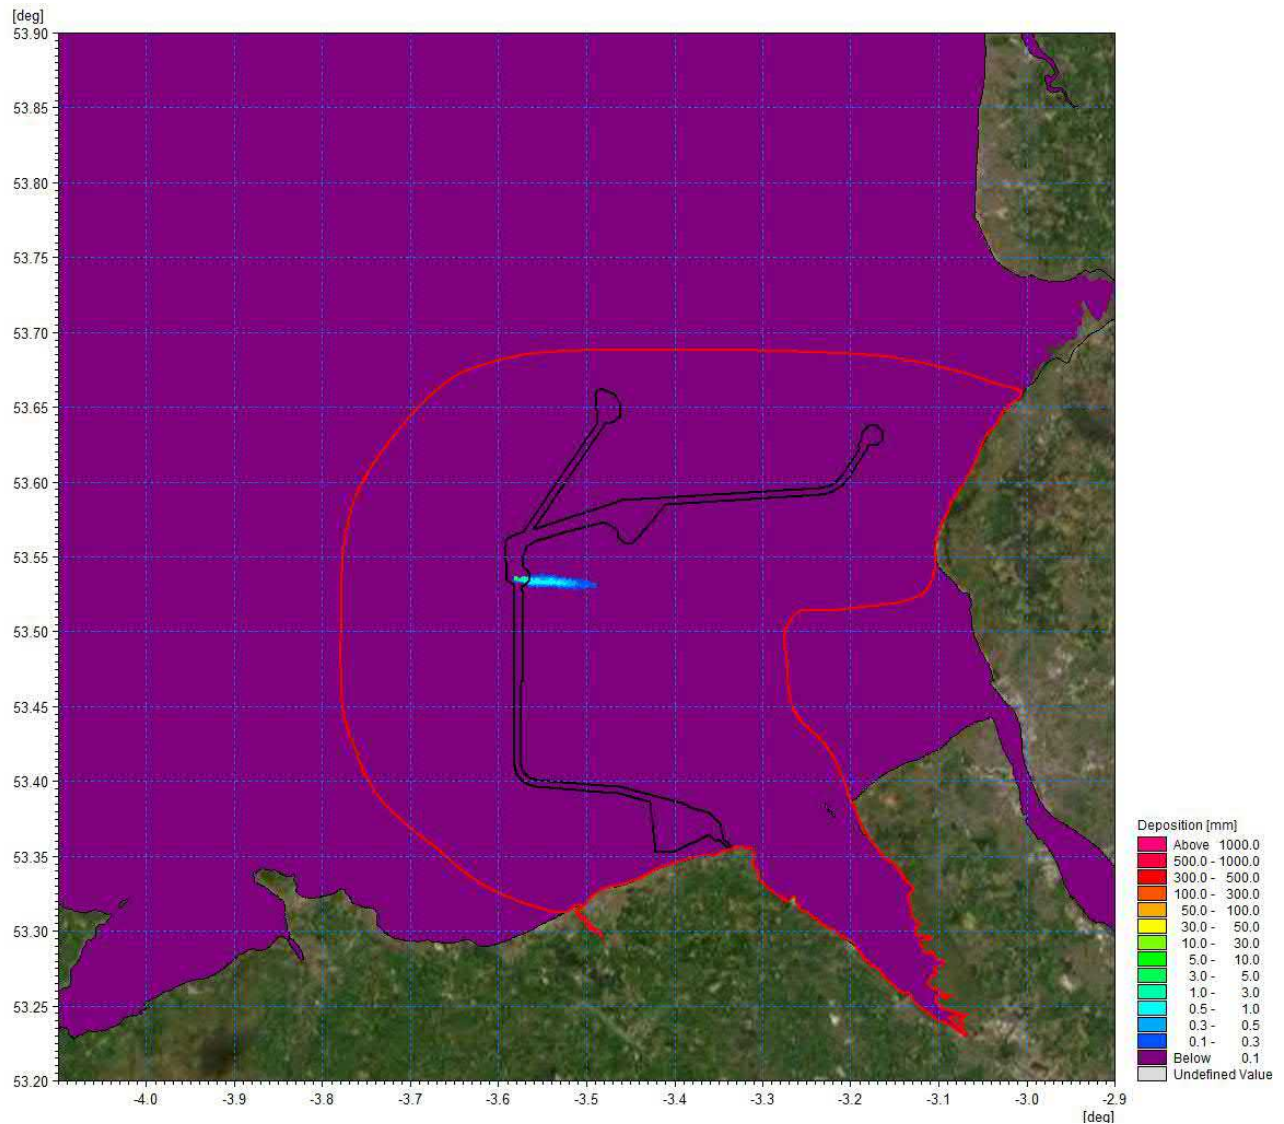 [deg]
53.90
53.85
53.80
53.75
53.70
53.65
53.60
53.55
53.50
53.45
53.40
53.35
53.30
53.25
53.20
-4.0 -3.9 -3.8 -3.7 -3.6 -3.5 -3.4 -3.3 -3.2 -3.1 -3.0 -2.9
[deg]
Deposition [mm]
Above 1000.0
500.0 - 1000.0
300.0 - 500.0
100.0 - 300.0
50.0 - 100.0
30.0 - 50.0
10.0 - 30.0
5.0 - 10.0
3.0 - 5.0
1.0 - 3.0
0.5 - 1.0
0.3 - 0.5
0.1 - 0.3
Below 0.1
Undefined Value